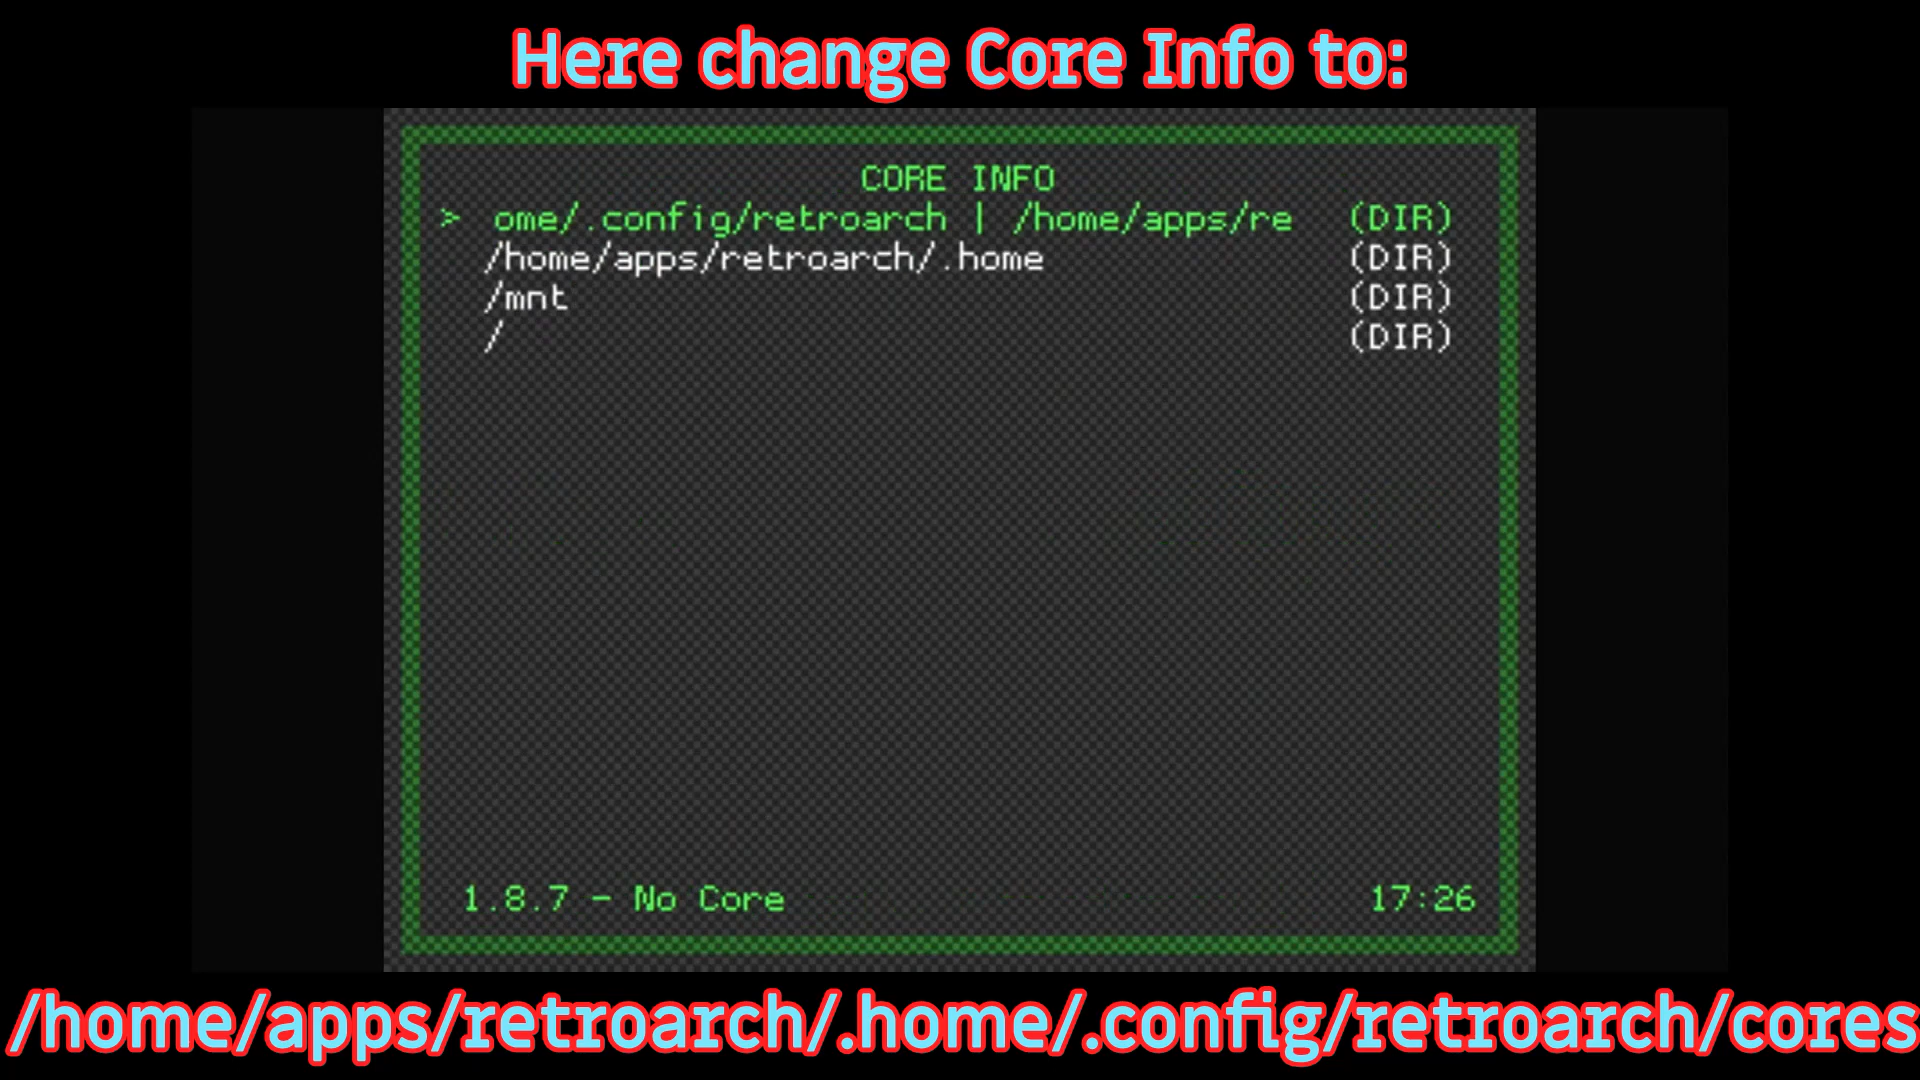 Here change Core Info to:
CORE INFO
> ome/.config/retroarch | /home/apps/re (DIR)
/home/apps/retroarch/.home (DIR)
/mnt (DIR)
/ (DIR)
1.8.7 - No Core 17:26
/home/apps/retroarch/.home/.config/retroarch/cores